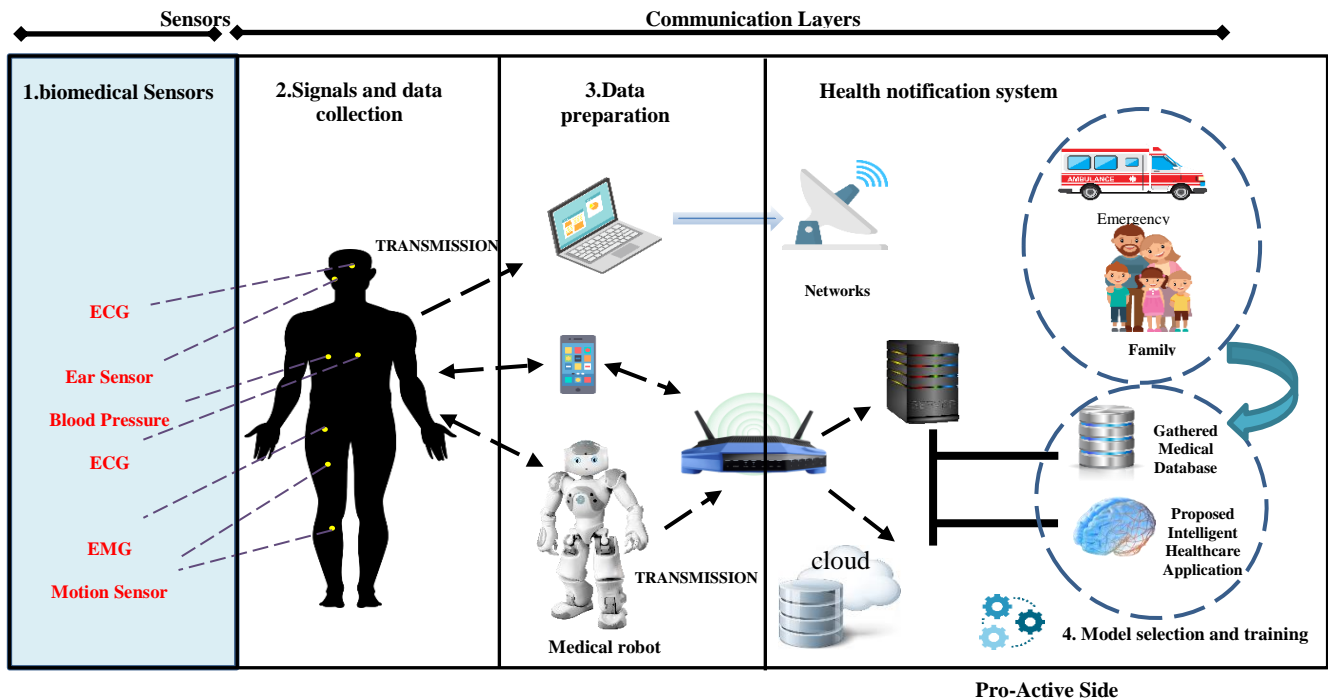 Sensors
Communication Layers
1.biomedical Sensors
ECG
Ear Sensor
Blood Pressure
ECG
EMG
Motion Sensor
2.Signals and data
collection
TRANSMISSION
3.Data
preparation
Medical robot
TRANSMISSION
Health notification system
Networks
cloud
AMBULANCE
Emergency
Family
Gathered
Medical
Database
Proposed
Intelligent
Healthcare
Application
4. Model selection and training
Pro-Active Side